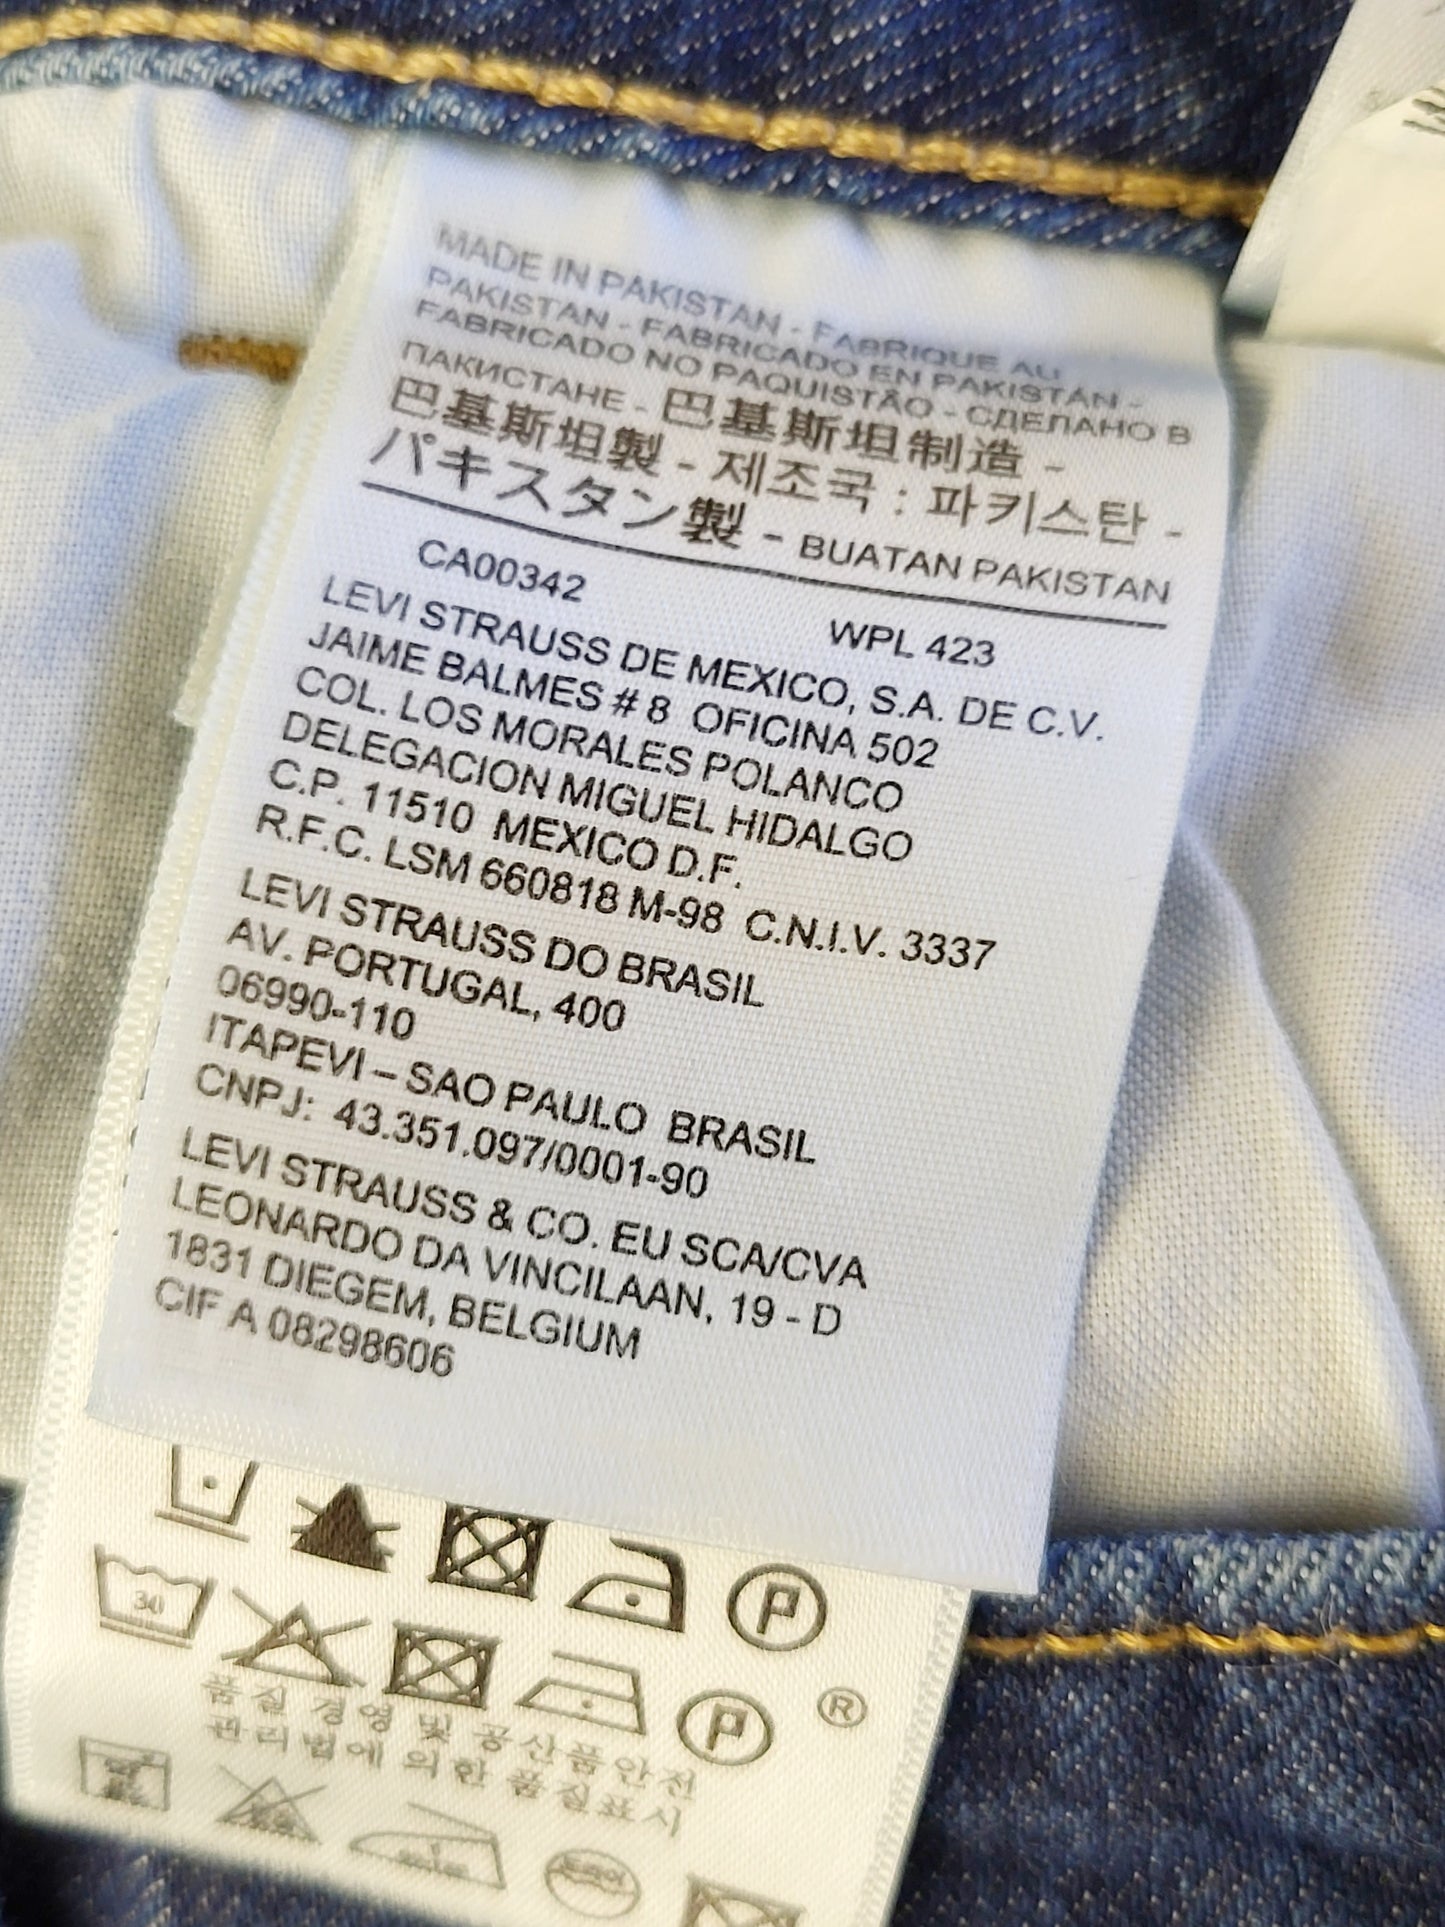 MADE IN PAKISTAN - FABRIQUE AU
PAKISTAN - FABRICADO EN PAKISTÁN -
FABRICADO NO PAQUISTÃO - СДЕЛАНО В
ПАКИСТАНЕ - 巴基斯坦制造 -
巴基斯坦製 - 제조국 : 파키스탄 -
パキスタン製 - BUATAN PAKISTAN
CA00342 WPL 423
LEVI STRAUSS DE MEXICO, S.A. DE C.V.
JAIME BALMES # 8 OFICINA 502
COL. LOS MORALES POLANCO
DELEGACION MIGUEL HIDALGO
C.P. 11510 MEXICO D.F.
R.F.C. LSM 660818 M-98 C.N.I.V. 3337
LEVI STRAUSS DO BRASIL
AV. PORTUGAL, 400
06990-110
ITAPEVI – SAO PAULO BRASIL
CNPJ: 43.351.097/0001-90
LEVI STRAUSS & CO. EU SCA/CVA
LEONARDO DA VINCILAAN, 19 - D
1831 DIEGEM, BELGIUM
CIF A 08298606
P
30 P ®
품질 경영 및 공산품안전
관리법에 의한 품질표시